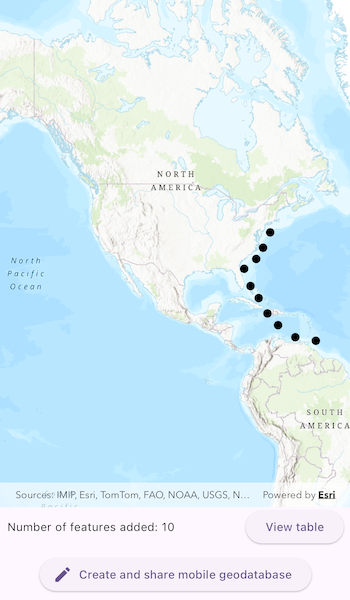 NORTH
AMERICA
North
Pacific
Ocean
SOUTH
AMERICA
Sources: IMIP, Esri, TomTom, FAO, NOAA, USGS, N... Powered by Esri
Pacific
Number of features added: 10
View table
Create and share mobile geodatabase